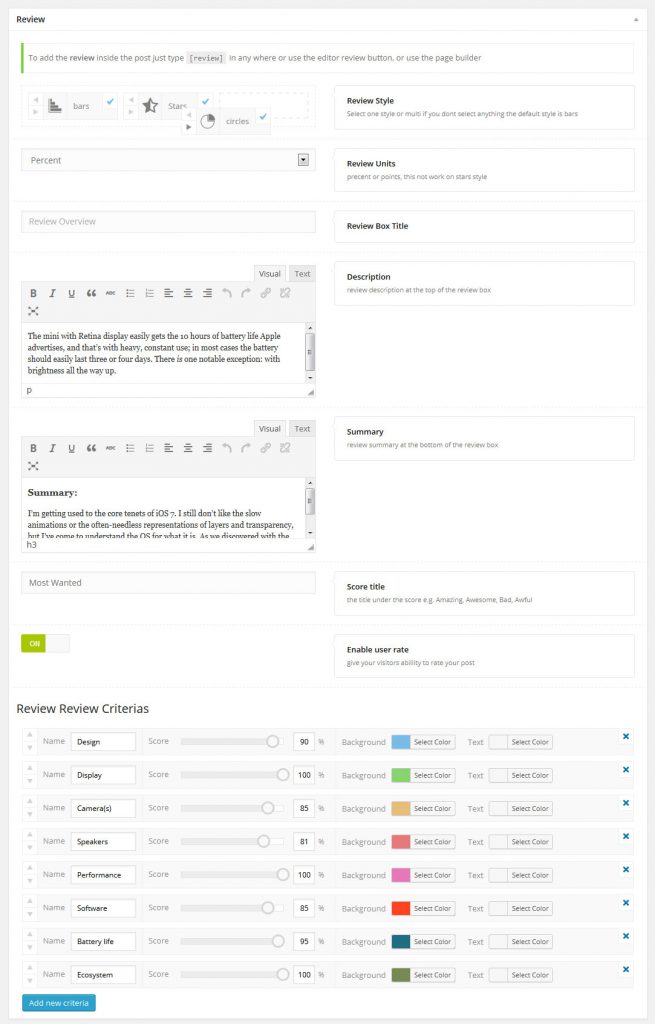 Review
To add the review inside the post just type [review] in any where or use the editor review button, or use the page builder
bars
Stars
circles
Review Style
Select one style or multi if you dont select anything the default style is bars
Percent
Review Units
precent or points, this not work on stars style
Review Overview
Review Box Title
Visual Text
Description
review description at the top of the review box
B I U ABC
The mini with Retina display easily gets the 10 hours of battery life Apple
advertises, and that's with heavy, constant use; in most cases the battery
should easily last three or four days. There is one notable exception: with
brightness all the way up.
p
Visual Text
Summary
review summary at the bottom of the review box
B I U ABC
Summary:
I'm getting used to the core tenets of iOS 7. I still don't like the slow
animations or the often-needless representations of layers and transparency,
but I've come to understand the OS for what it is. As we discovered with the
h3
Most Wanted
Score title
the title under the score e.g. Amazing, Awesome, Bad, Awful
ON
Enable user rate
give your visitors ability to rate your post
Review Review Criterias
Name Design Score 90 % Background Select Color Text Select Color
Name Display Score 100 % Background Select Color Text Select Color
Name Camera(s) Score 85 % Background Select Color Text Select Color
Name Speakers Score 81 % Background Select Color Text Select Color
Name Performance Score 100 % Background Select Color Text Select Color
Name Software Score 85 % Background Select Color Text Select Color
Name Battery life Score 95 % Background Select Color Text Select Color
Name Ecosystem Score 100 % Background Select Color Text Select Color
Add new criteria